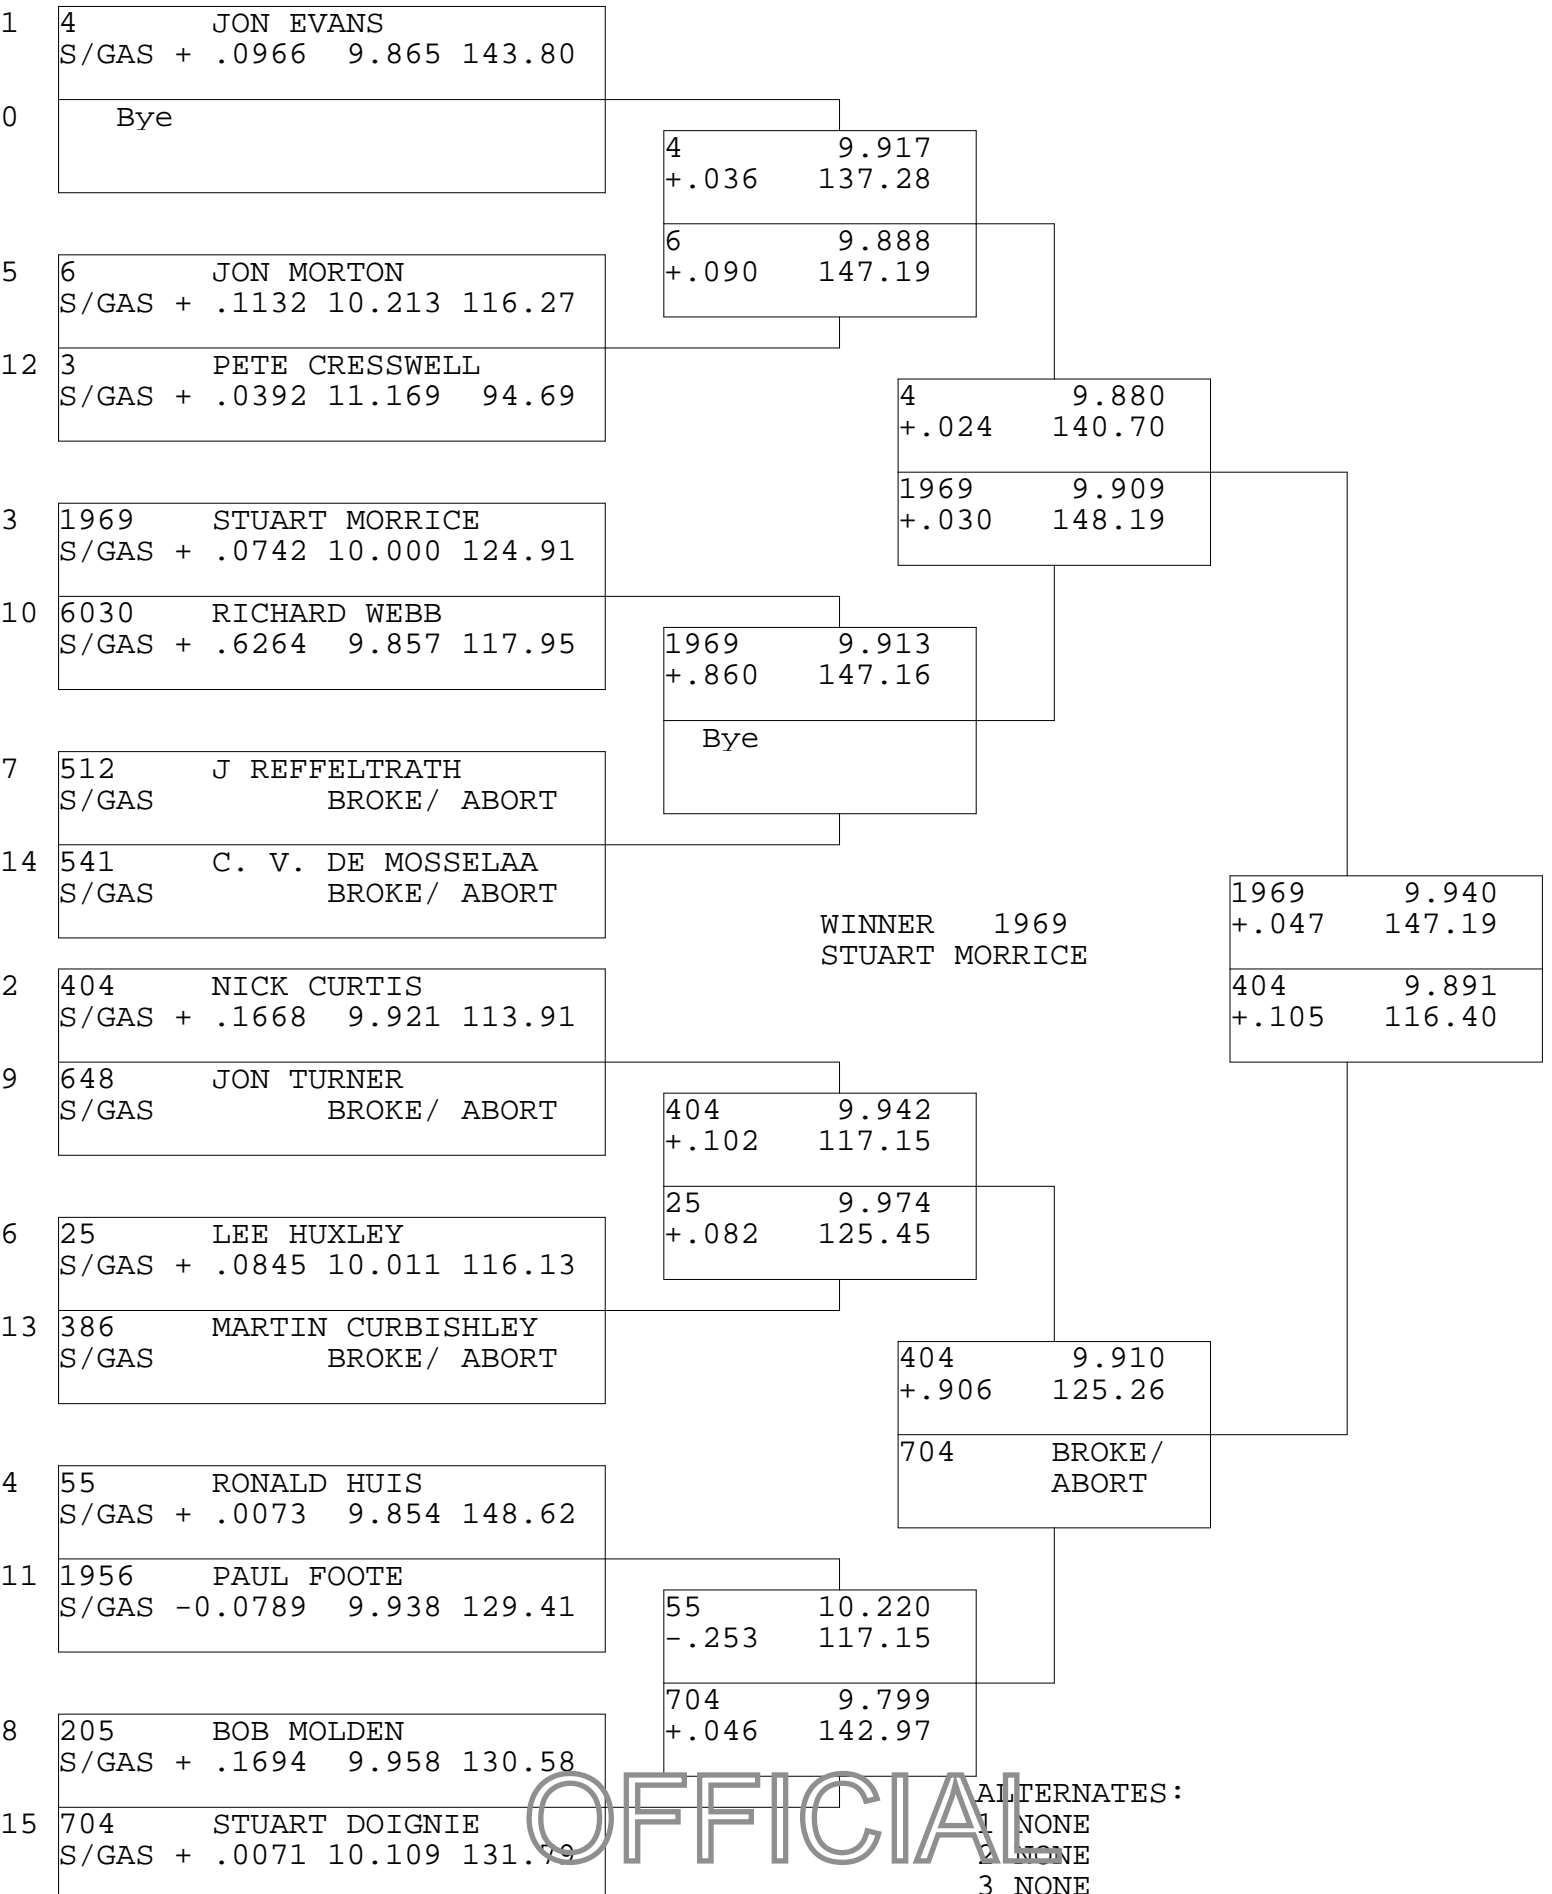 1 4 JON EVANS
S/GAS + .0966 9.865 143.80
0 Bye
5 6 JON MORTON
S/GAS + .1132 10.213 116.27
12 3 PETE CRESSWELL
S/GAS + .0392 11.169 94.69
3 1969 STUART MORRICE
S/GAS + .0742 10.000 124.91
10 6030 RICHARD WEBB
S/GAS + .6264 9.857 117.95
7 512 J REFFELTRATH
S/GAS BROKE/ ABORT
14 541 C. V. DE MOSSELAA
S/GAS BROKE/ ABORT
2 404 NICK CURTIS
S/GAS + .1668 9.921 113.91
9 648 JON TURNER
S/GAS BROKE/ ABORT
6 25 LEE HUXLEY
S/GAS + .0845 10.011 116.13
13 386 MARTIN CURBISHLEY
S/GAS BROKE/ ABORT
4 55 RONALD HUIS
S/GAS + .0073 9.854 148.62
11 1956 PAUL FOOTE
S/GAS -0.0789 9.938 129.41
8 205 BOB MOLDEN
S/GAS + .1694 9.958 130.58
15 704 STUART DOIGNIE
S/GAS + .0071 10.109 131.79
4 9.917
+.036 137.28
6 9.888
+.090 147.19
1969 9.913
+.860 147.16
Bye
404 9.942
+.102 117.15
25 9.974
+.082 125.45
55 10.220
-.253 117.15
704 9.799
+.046 142.97
4 9.880
+.024 140.70
1969 9.909
+.030 148.19
404 9.910
+.906 125.26
704 BROKE/
ABORT
WINNER 1969
STUART MORRICE
1969 9.940
+.047 147.19
404 9.891
+.105 116.40
OFFICIAL
ALTERNATES:
1 NONE
2 NONE
3 NONE